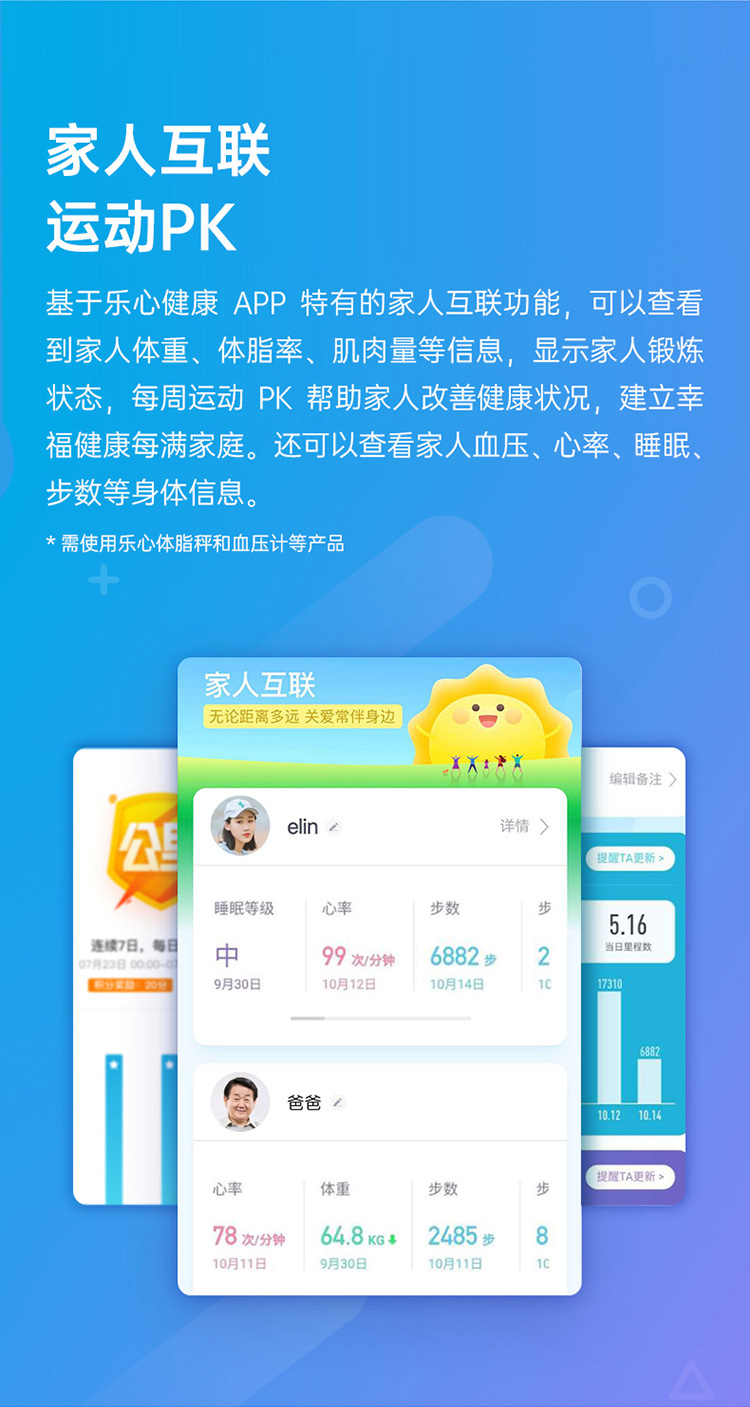 家人互联
运动PK
基于乐心健康 APP 特有的家人互联功能，可以查看
到家人体重、体脂率、肌肉量等信息，显示家人锻炼
状态，每周运动 PK 帮助家人改善健康状况，建立幸
福健康每满家庭。还可以查看家人血压、心率、睡眠、
步数等身体信息。
* 需使用乐心体脂秤和血压计等产品
家人互联
无论距离多远 关爱常伴身边
elin
详情
睡眠等级 心率 步数 步
中 99 次/分钟 6882 步 2
9月30日 10月12日 10月14日 10
爸爸
心率 体重 步数 步
78 次/分钟 64.8 KG 2485 步 8
10月11日 9月30日 10月11日 10
公里
连续7日，每日
07月23日 00:00-07
积分奖励：20分
编辑备注
提醒TA更新 >
5.16
当日里程数
17310
6882
10.12 10.14
提醒TA更新 >